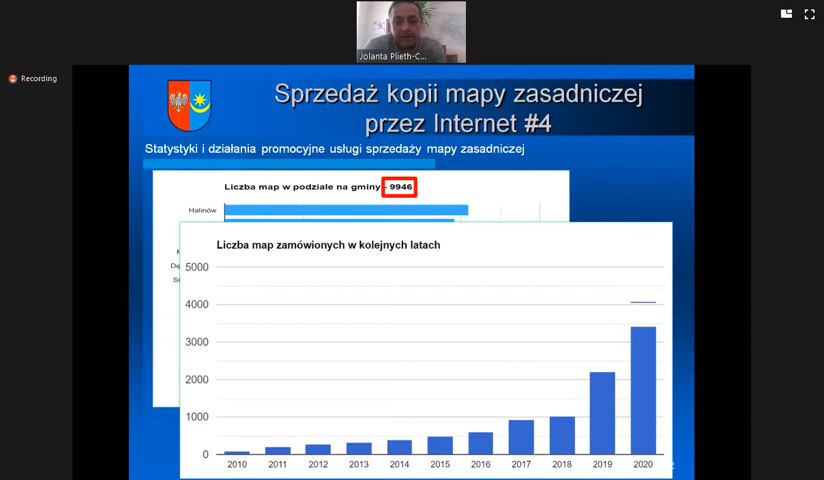 Jolanta Plieth-C...
Recording
Sprzedaż kopii mapy zasadniczej
przez Internet #4
Statystyki i działania promocyjne usługi sprzedaży mapy zasadniczej
Liczba map w podziale na gminy - 9946
Halinów
M
Dę
Liczba map zamówionych w kolejnych latach
5000
4000
3000
2000
1000
0
2010 2011 2012 2013 2014 2015 2016 2017 2018 2019 2020